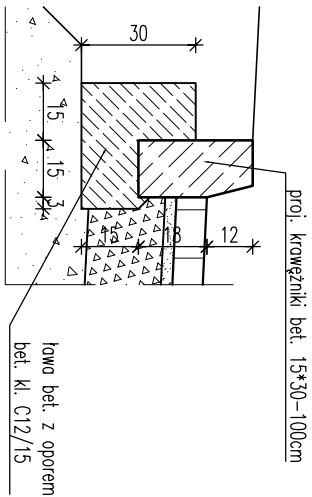 30
15
15
3
15
18
12
proj. krawężniki bet. 15*30-100cm
ława bet. z oporem
bet. kl. C12/15